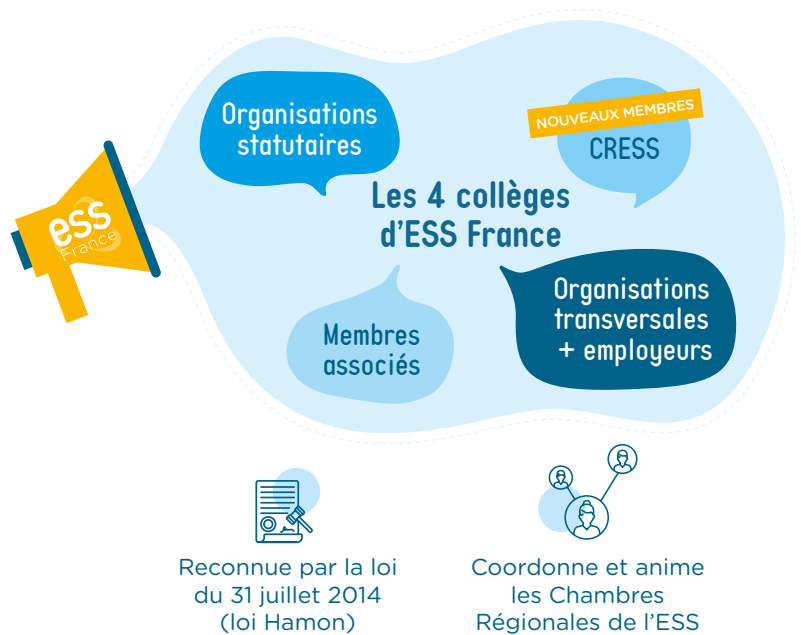 Organisations
statutaires
NOUVEAUX MEMBRES
CRESS
Les 4 collèges
d'ESS France
ess
France
Organisations
transversales
+ employeurs
Membres
associés
Reconnue par la loi
du 31 juillet 2014
(loi Hamon)
Coordonne et anime
les Chambres
Régionales de l'ESS